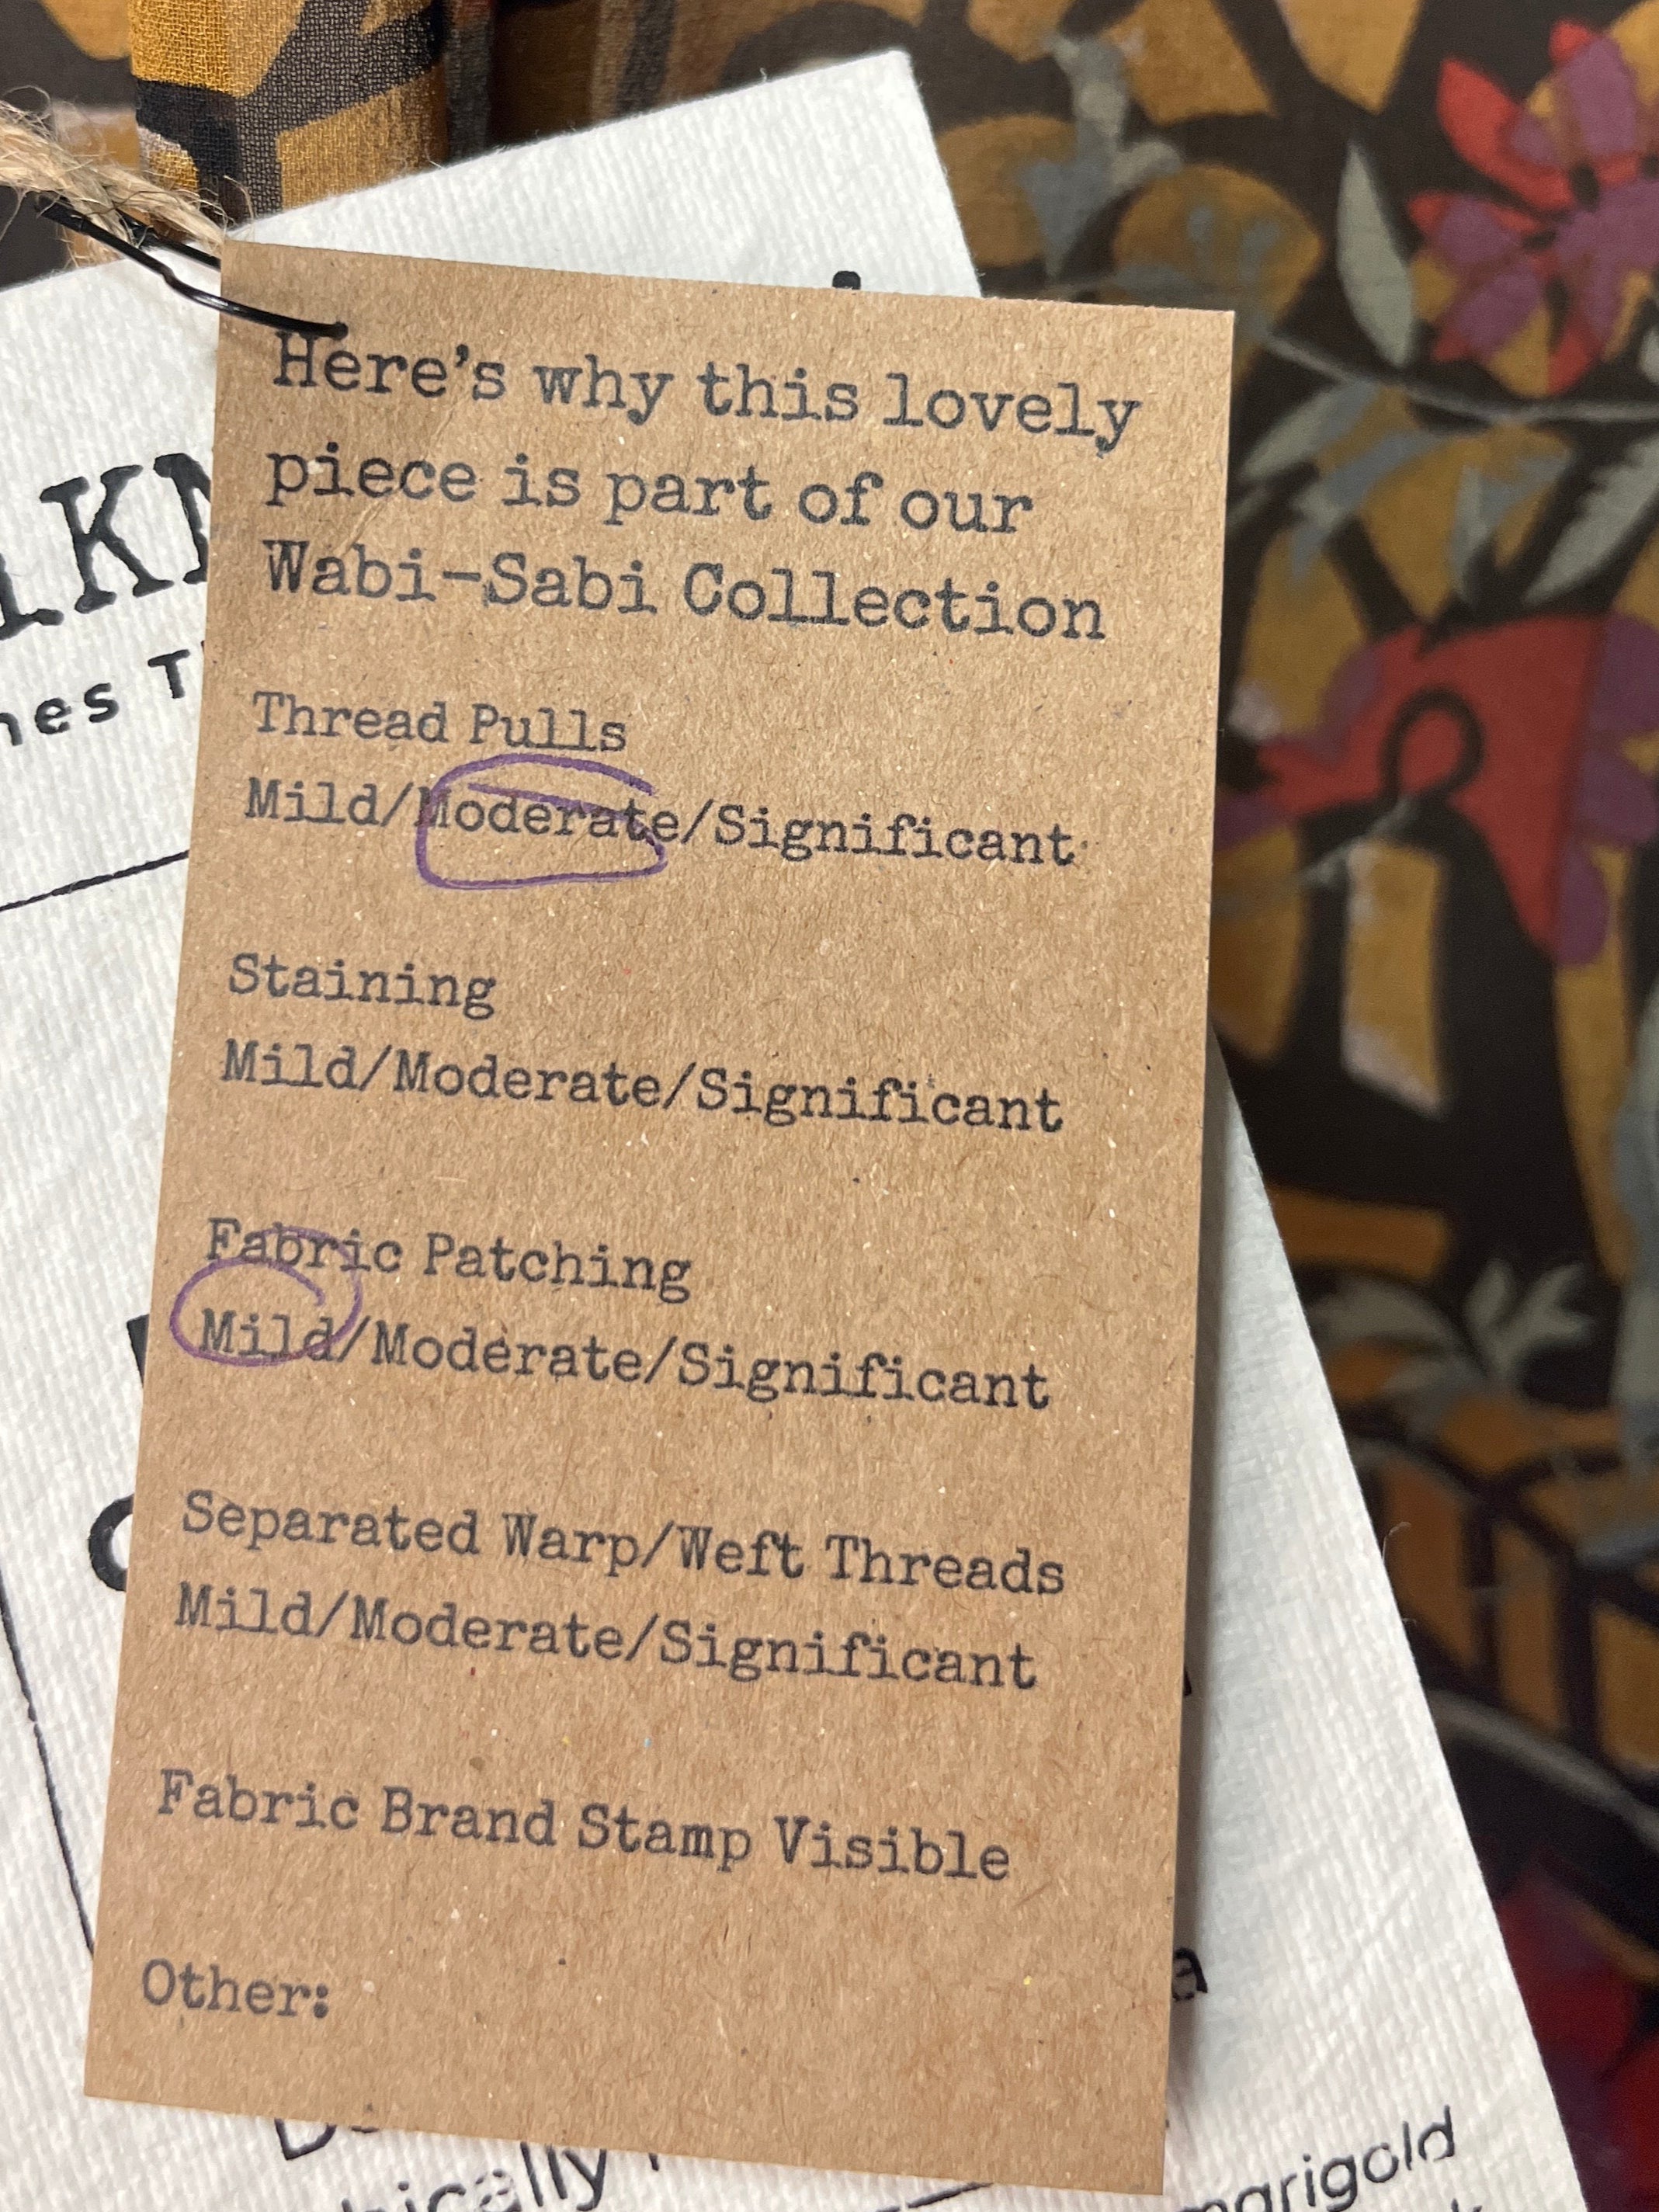 Here's why this lovely
piece is part of our
Wabi-Sabi Collection
Thread Pulls
Mild/Moderate/Significant
Staining
Mild/Moderate/Significant
Fabric Patching
Mild/Moderate/Significant
Separated Warp/Weft Threads
Mild/Moderate/Significant
Fabric Brand Stamp Visible
Other:
marigold